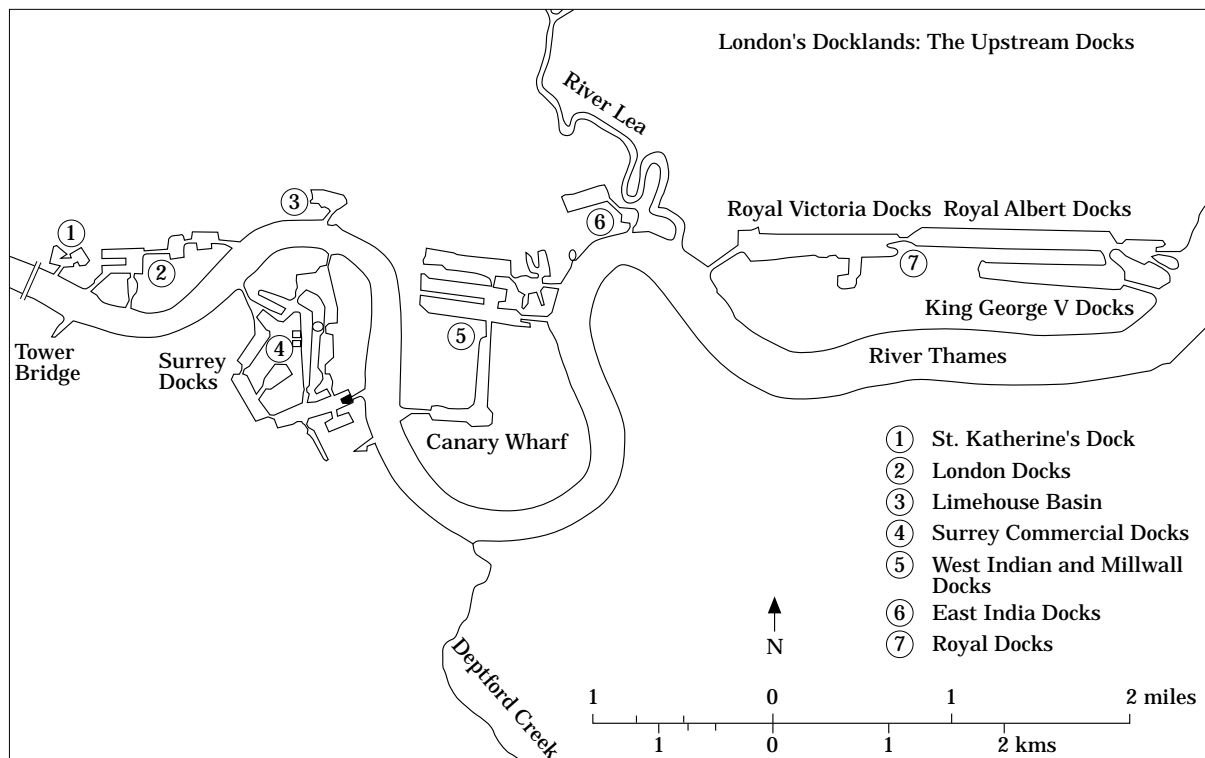 London's Docklands: The Upstream Docks
River Lea
3
1
2
6
Royal Victoria Docks
Royal Albert Docks
7
King George V Docks
Tower
Bridge
Surrey
Docks
4
5
River Thames
Canary Wharf
1 St. Katherine's Dock
2 London Docks
3 Limehouse Basin
4 Surrey Commercial Docks
5 West Indian and Millwall
Docks
6 East India Docks
7 Royal Docks
N
Deptford Creek
1 0 1 2 miles
1 0 1 2 kms